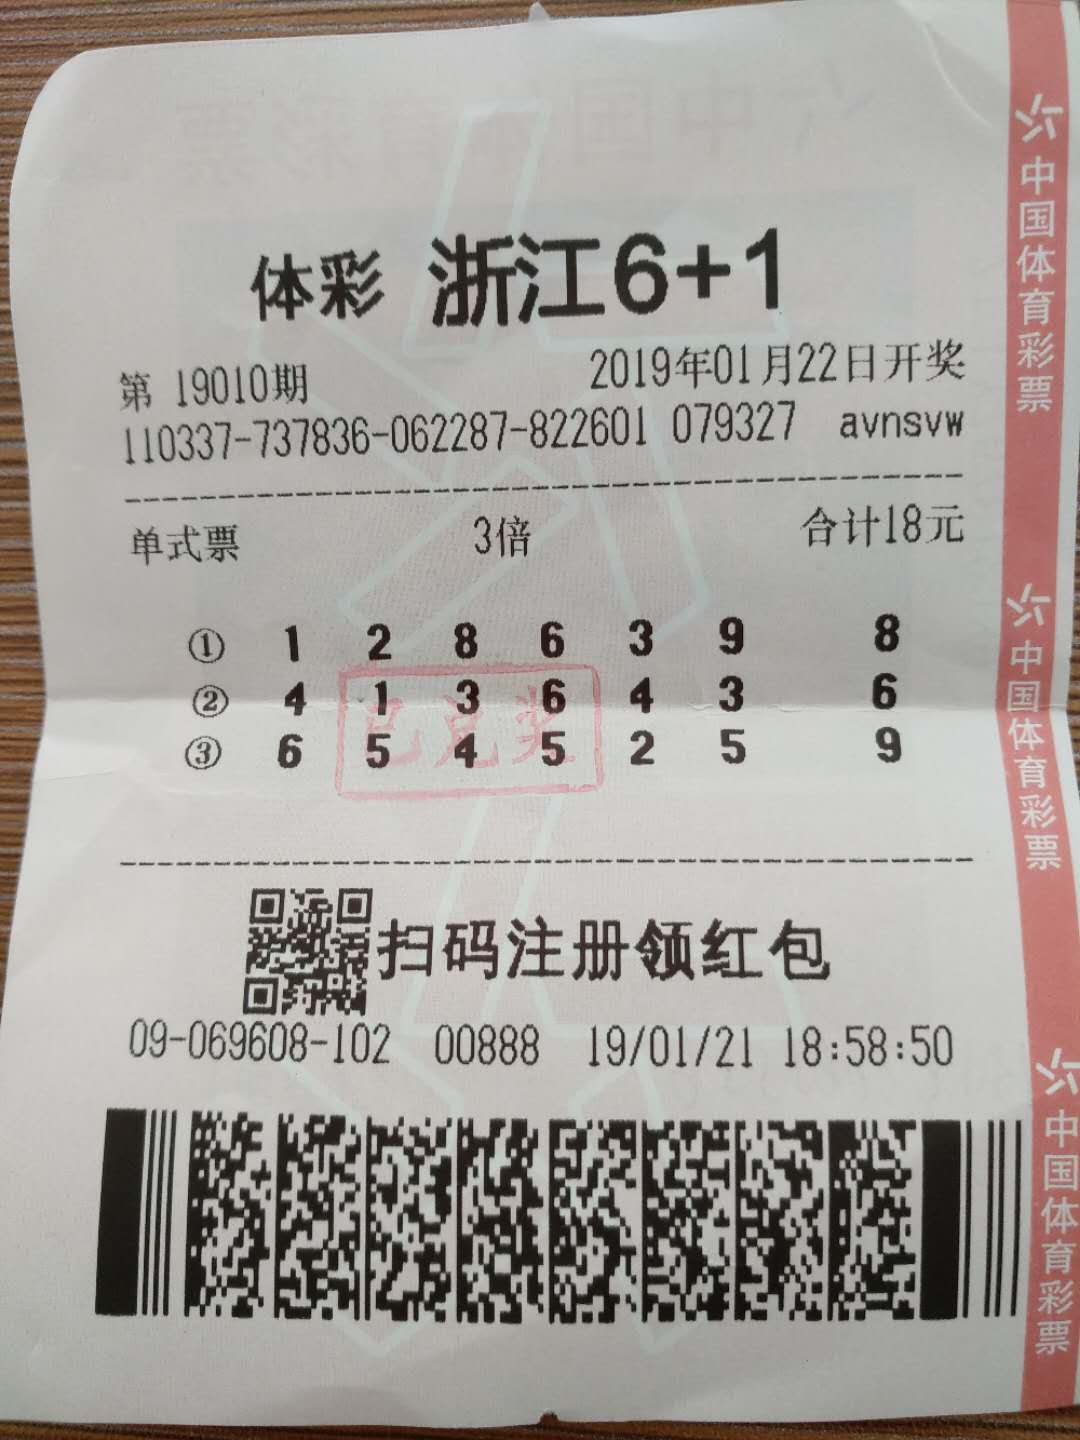 体彩 浙江6+1
第 19010期 2019年01月22日开奖
110337-737836-062287-822601 079327 avnsvw
单式票 3倍 合计18元
① 1 2 8 6 3 9 8
② 4 1 3 6 4 3 6
③ 6 5 4 5 2 5 9
已兑奖
扫码注册领红包
09-069608-102 00888 19/01/21 18:58:50
中国体育彩票
中国体育彩票
中国体育彩票